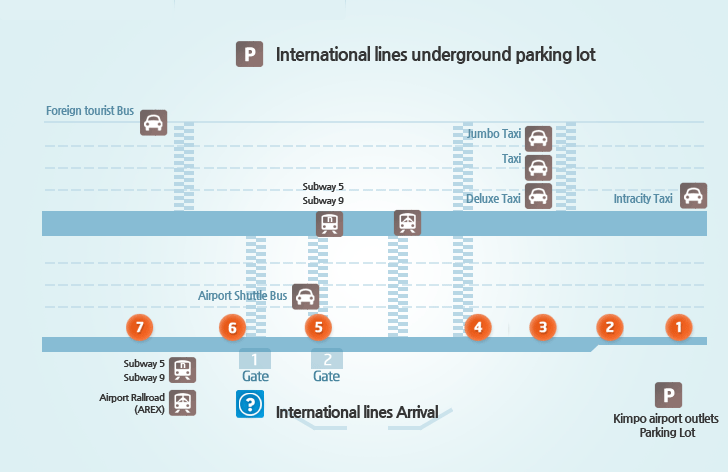 P International lines underground parking lot
Foreign tourist Bus
Jumbo Taxi
Taxi
Deluxe Taxi
Intracity Taxi
Subway 5
Subway 9
Airport Shuttle Bus
7 6 5 4 3 2 1
1 2
Gate Gate
Subway 5
Subway 9
Airport Rallroad
(AREX)
? International lines Arrival
P
Kimpo airport outlets
Parking Lot